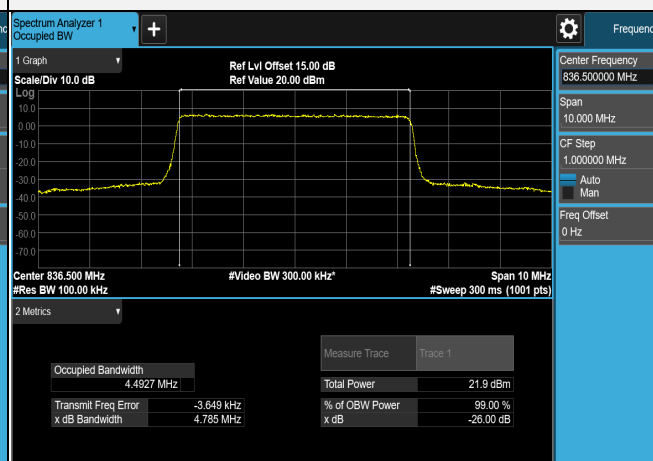 Spectrum Analyzer 1
Occupied BW
+
Frequenc
1 Graph
Ref Lvl Offset 15.00 dB
Scale/Div 10.0 dB
Ref Value 20.00 dBm
Log
10.0
0.00
-10.0
-20.0
-30.0
-40.0
-50.0
-60.0
-70.0
Center 836.500 MHz
#Video BW 300.00 kHz*
Span 10 MHz
#Res BW 100.00 kHz
#Sweep 300 ms (1001 pts)
Center Frequency
836.500000 MHz
Span
10.000 MHz
CF Step
1.000000 MHz
Auto
Man
Freq Offset
0 Hz
2 Metrics
Measure Trace Trace 1
Occupied Bandwidth
4.4927 MHz
Total Power 21.9 dBm
Transmit Freq Error -3.649 kHz
% of OBW Power 99.00 %
x dB Bandwidth 4.785 MHz
x dB -26.00 dB